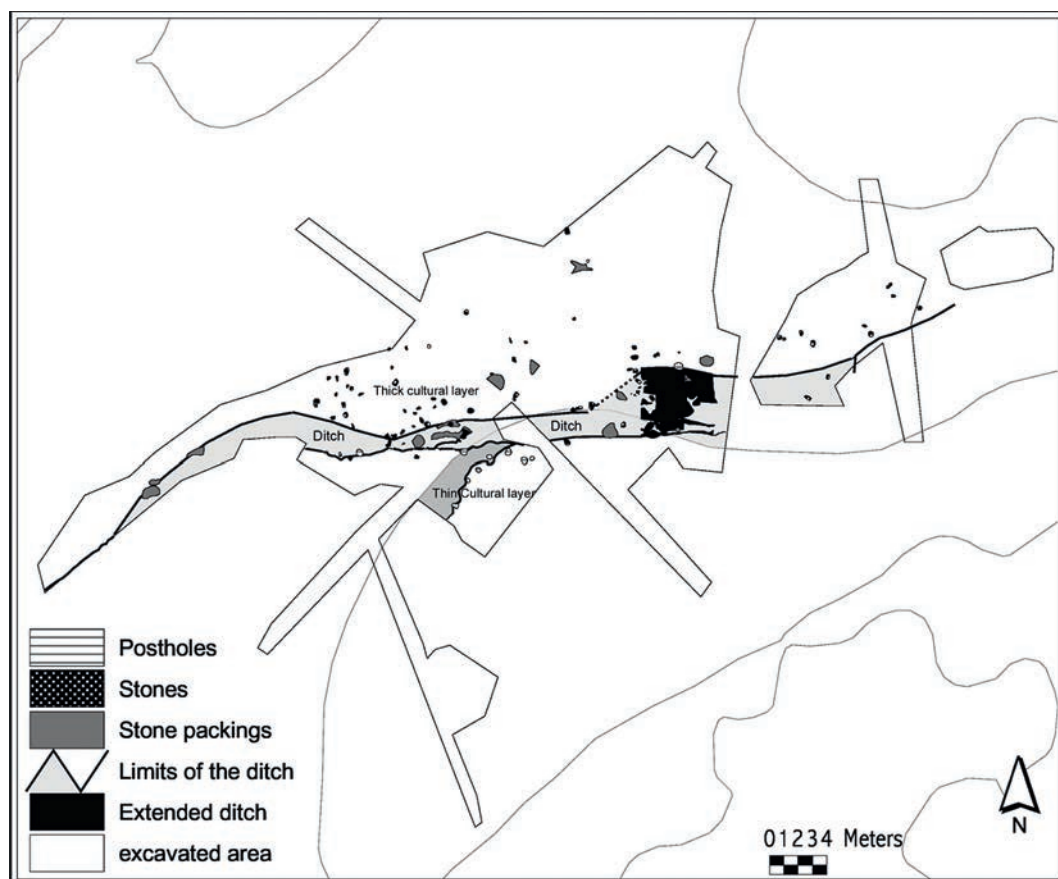 Thick cultural layer
Ditch
Ditch
Thin Cultural layer
Postholes
Stones
Stone packings
Limits of the ditch
Extended ditch
excavated area
01234 Meters
N